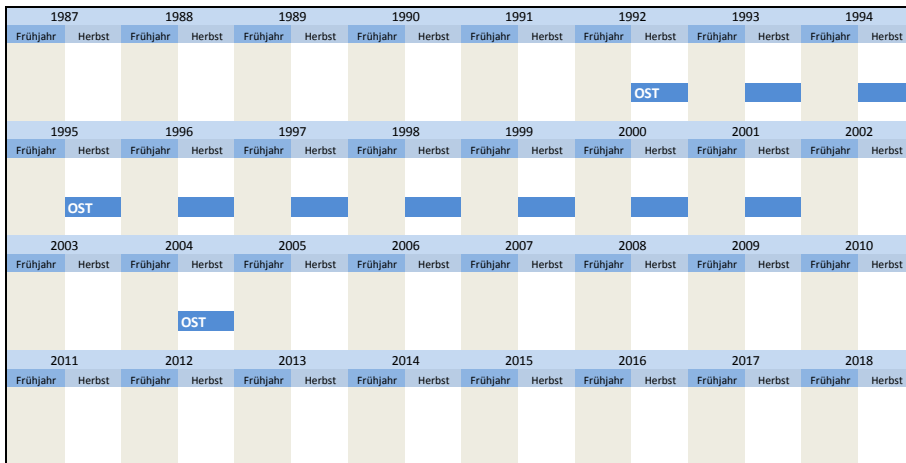 1987 1988 1989 1990 1991 1992 1993 1994
Frühjahr Herbst Frühjahr Herbst Frühjahr Herbst Frühjahr Herbst Frühjahr Herbst Frühjahr Herbst Frühjahr Herbst Frühjahr Herbst
OST
1995 1996 1997 1998 1999 2000 2001 2002
Frühjahr Herbst Frühjahr Herbst Frühjahr Herbst Frühjahr Herbst Frühjahr Herbst Frühjahr Herbst Frühjahr Herbst Frühjahr Herbst
OST
2003 2004 2005 2006 2007 2008 2009 2010
Frühjahr Herbst Frühjahr Herbst Frühjahr Herbst Frühjahr Herbst Frühjahr Herbst Frühjahr Herbst Frühjahr Herbst Frühjahr Herbst
OST
2011 2012 2013 2014 2015 2016 2017 2018
Frühjahr Herbst Frühjahr Herbst Frühjahr Herbst Frühjahr Herbst Frühjahr Herbst Frühjahr Herbst Frühjahr Herbst Frühjahr Herbst